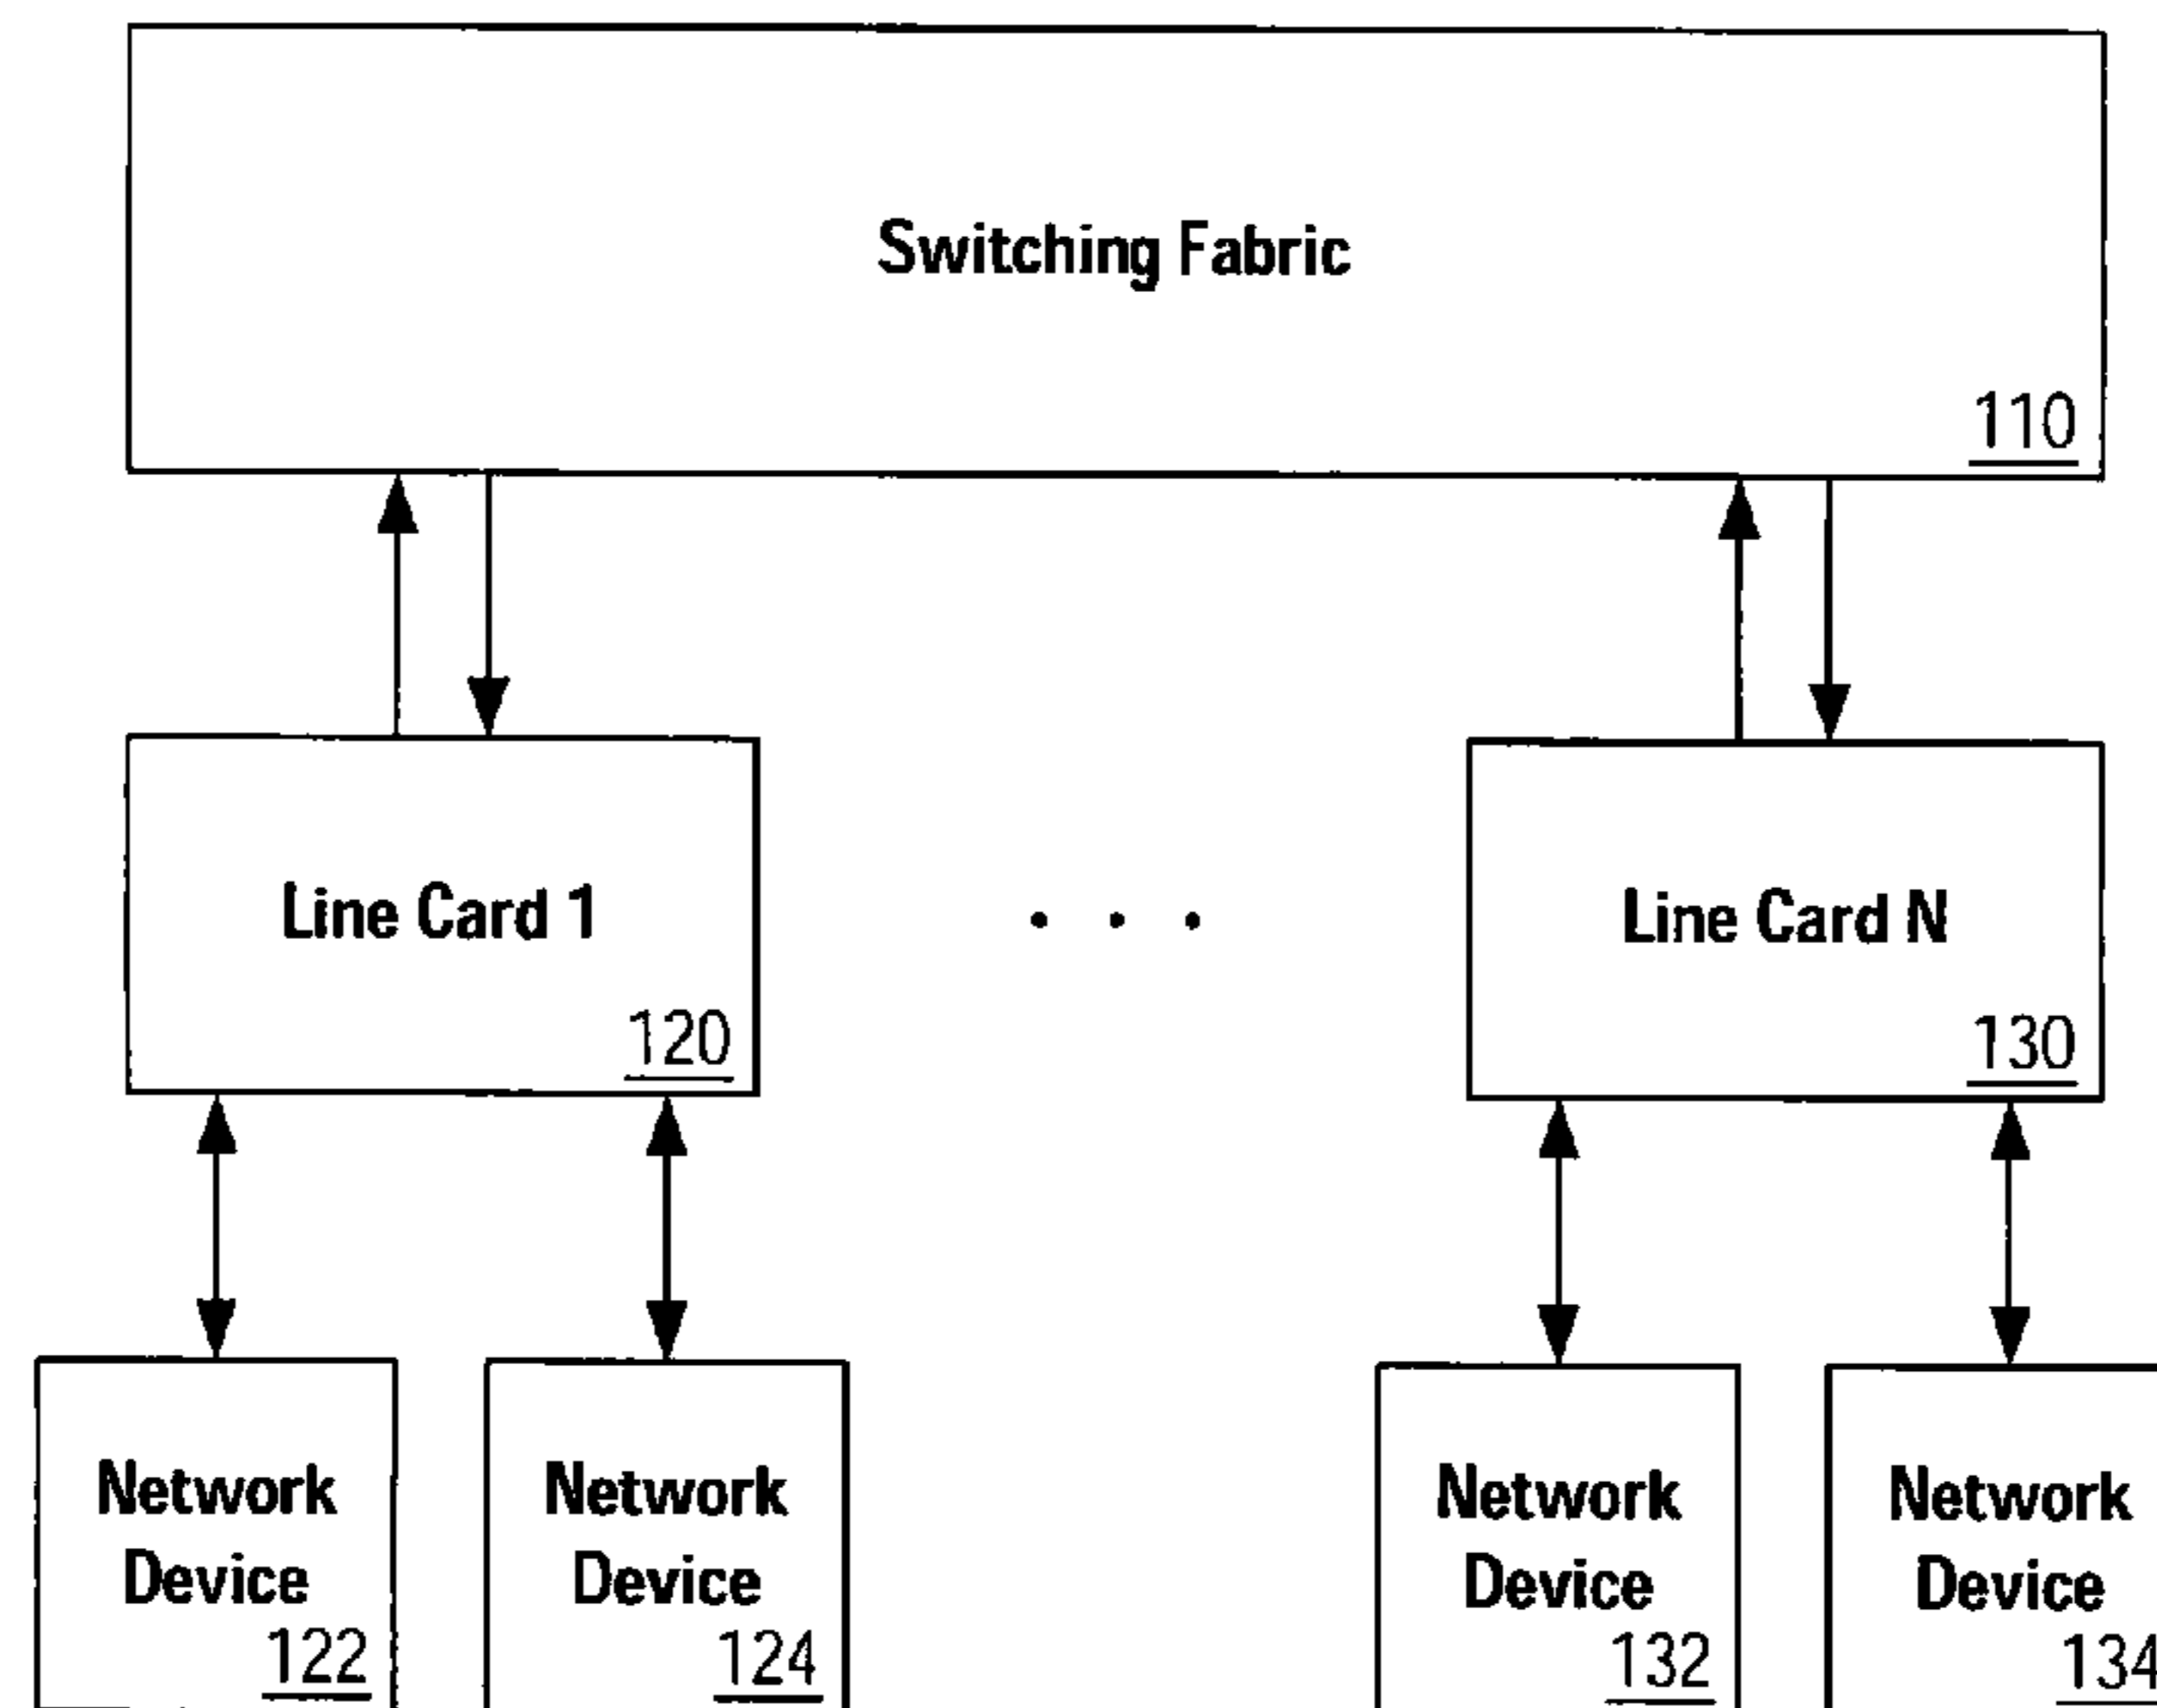 Switching Fabric
110
Line Card 1
120
. . .
Line Card N
130
Network
Device
122
Network
Device
124
Network
Device
132
Network
Device
134